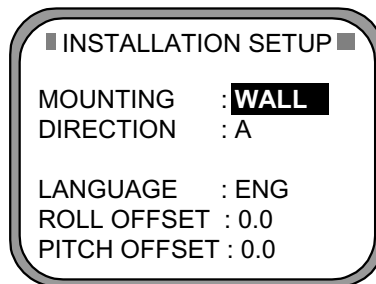 INSTALLATION SETUP
MOUNTING : WALL
DIRECTION : A
LANGUAGE : ENG
ROLL OFFSET : 0.0
PITCH OFFSET : 0.0